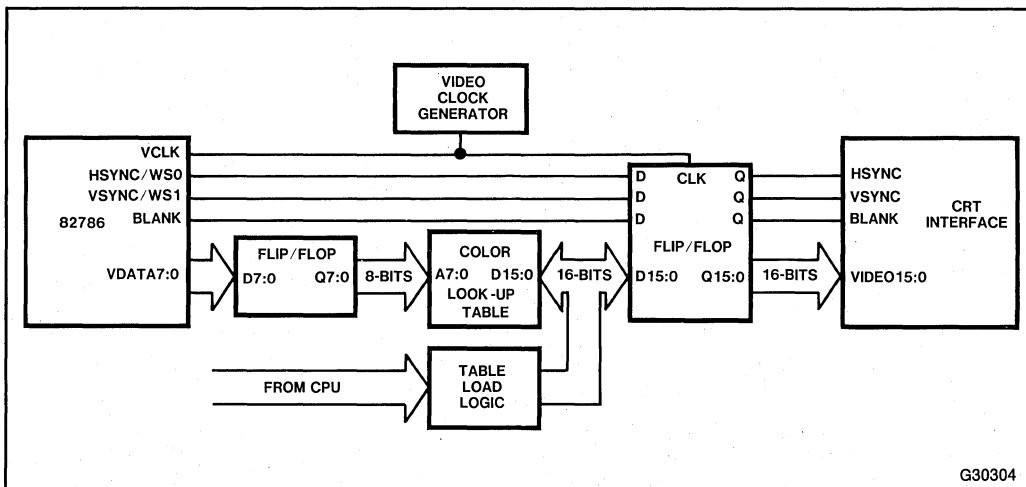 VIDEO
CLOCK
GENERATOR
VCLK
HSYNC/WS0
VSYNC/WS1
BLANK
82786
VDATA7:0
FLIP/FLOP
D7:0 Q7:0
8-BITS
COLOR
A7:0 D15:0
LOOK-UP
TABLE
16-BITS
D CLK Q
D Q
D Q
FLIP/FLOP
D15:0 Q15:0
16-BITS
HSYNC
VSYNC
BLANK
CRT
INTERFACE
VIDEO15:0
FROM CPU
TABLE
LOAD
LOGIC
G30304